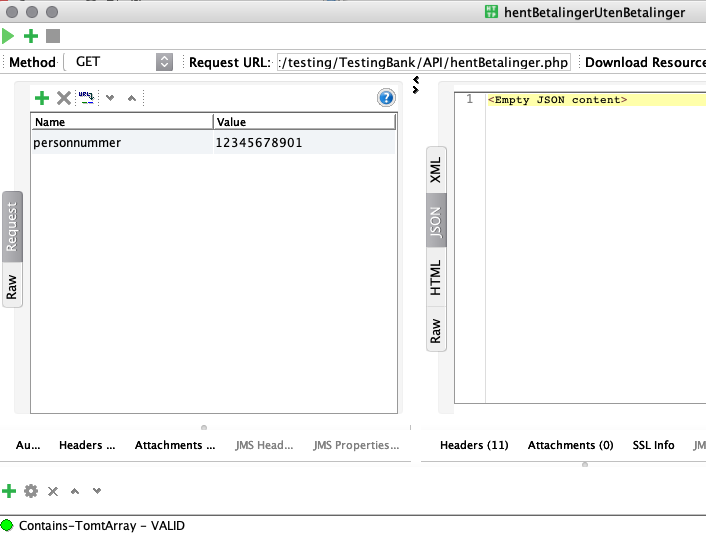 hentBetalingerUtenBetalinger
Method GET Request URL: :/testing/TestingBank/API/hentBetalinger.php Download Resource
URL
Name Value
personnummer 12345678901
Request
Raw
1 <Empty JSON content>
XML
JSON
HTML
Raw
Au... Headers ... Attachments ... JMS Head... JMS Properties...
Headers (11) Attachments (0) SSL Info JM
Contains-TomtArray - VALID